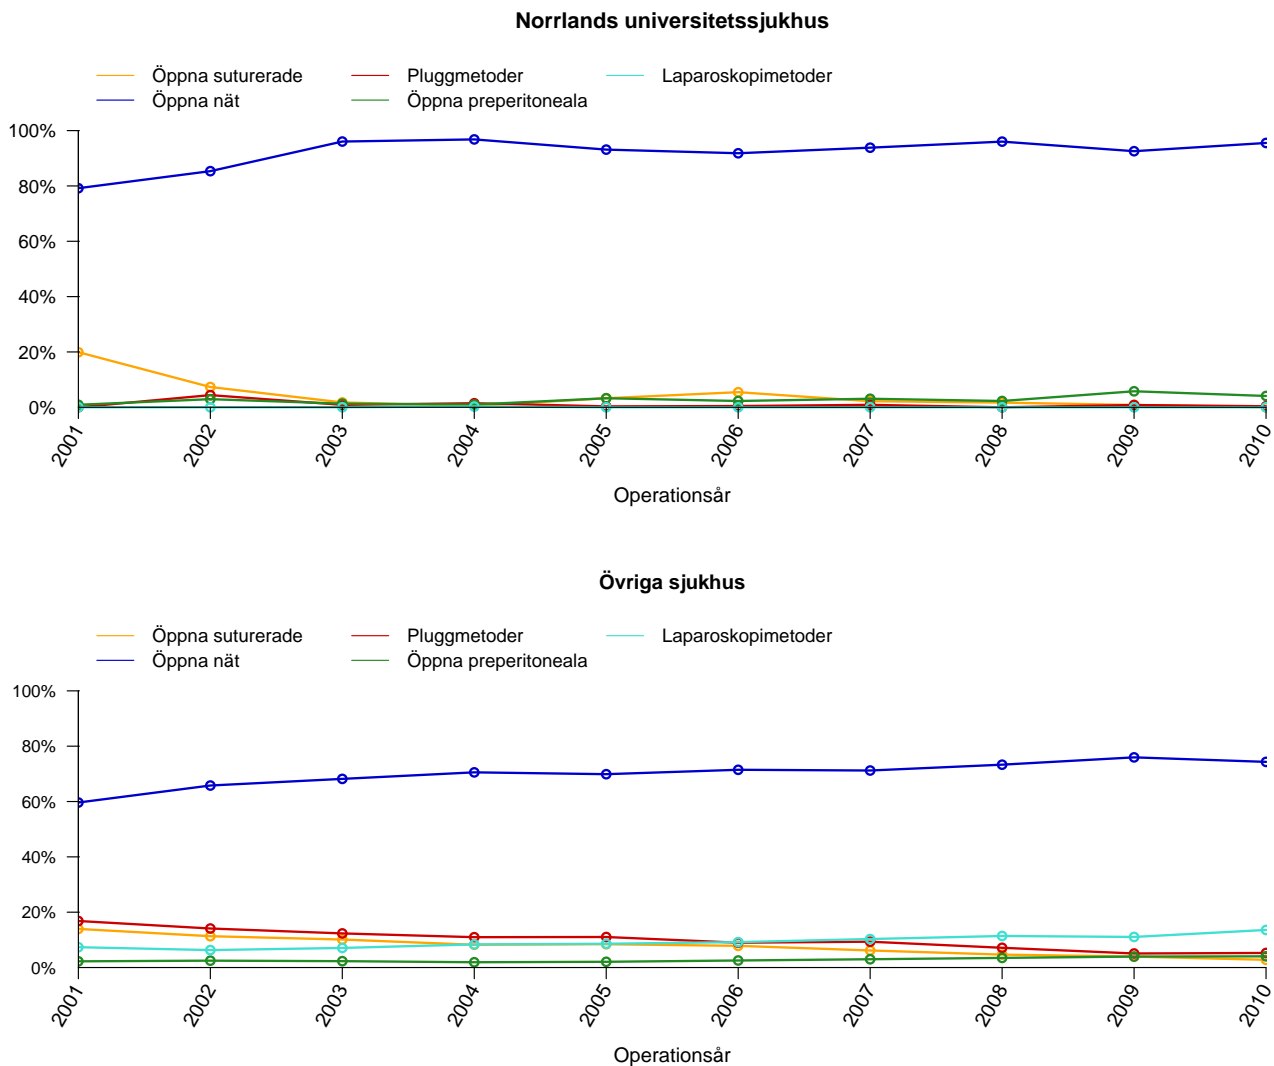 Norrlands universitetssjukhus
Öppna suturerade Pluggmetoder Laparoskopimetoder
Öppna nät Öppna preperitoneala
100%
80%
60%
40%
20%
0%
2001 2002 2003 2004 2005 2006 2007 2008 2009 2010
Operationsår
Övriga sjukhus
Öppna suturerade Pluggmetoder Laparoskopimetoder
Öppna nät Öppna preperitoneala
100%
80%
60%
40%
20%
0%
2001 2002 2003 2004 2005 2006 2007 2008 2009 2010
Operationsår